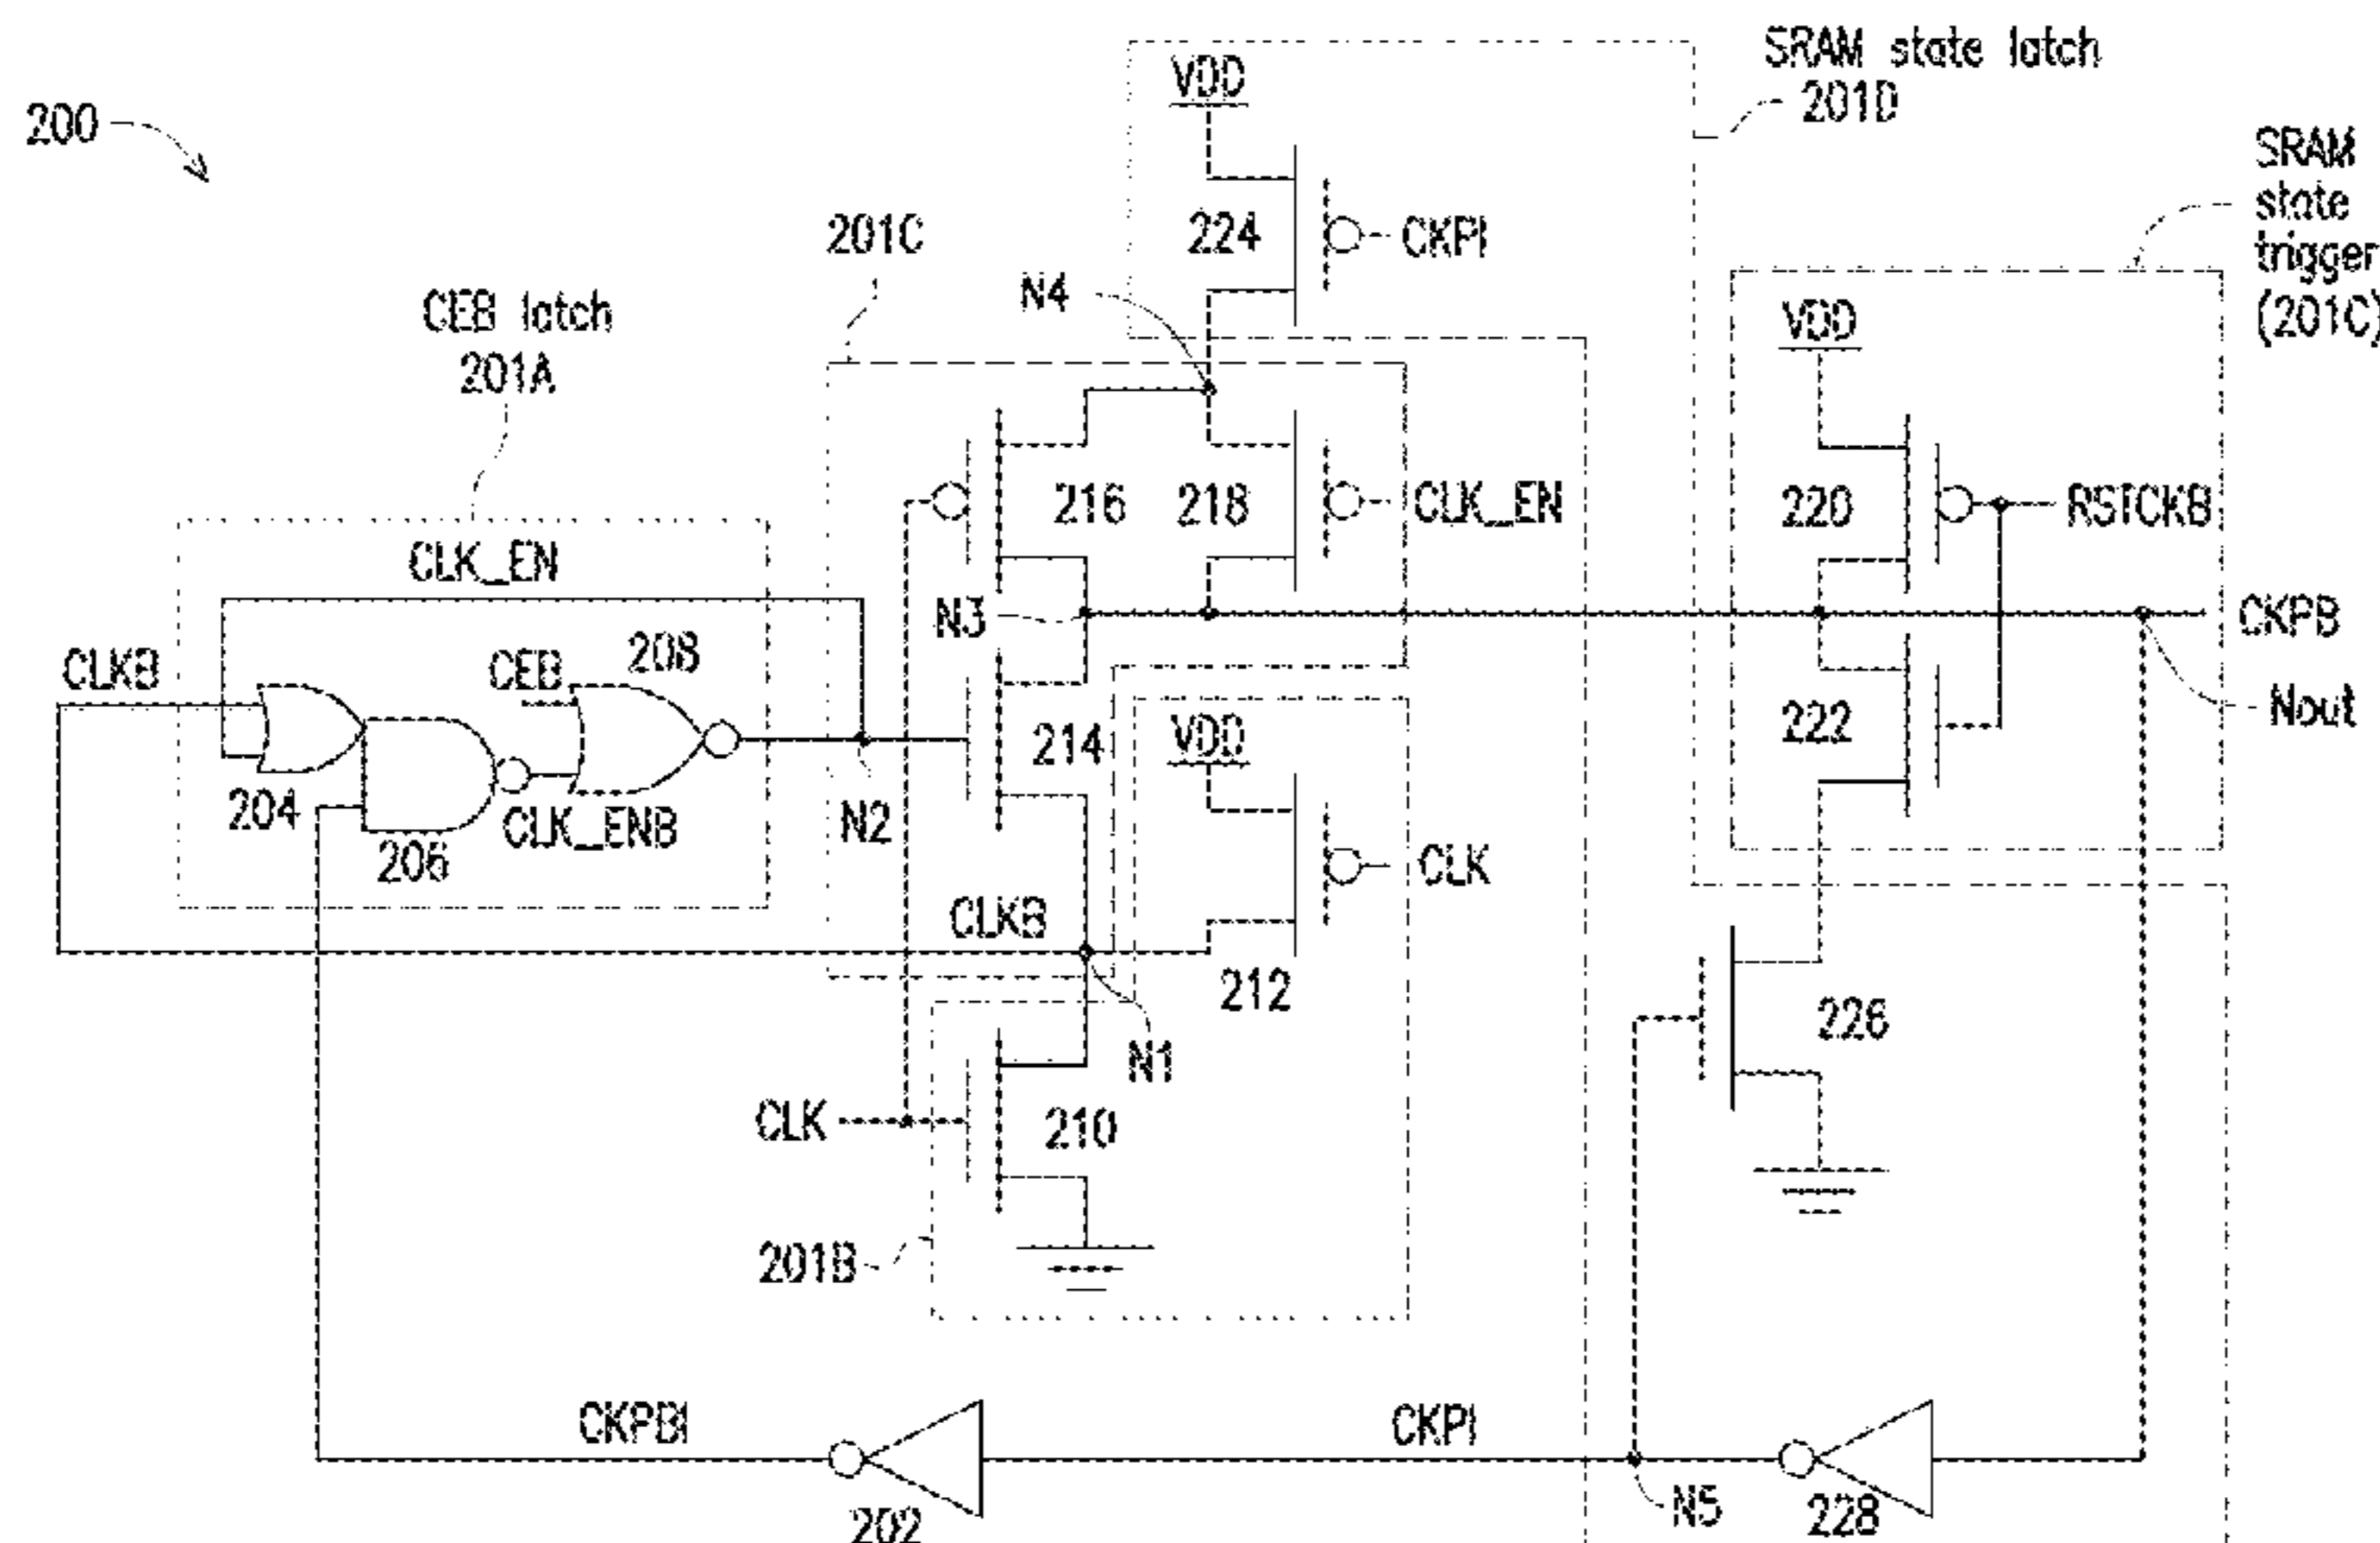 200
VDD
SRAM state latch
201D
SRAM
state
trigger
(201C)
201C
224
CKPI
N4
CEB latch
201A
VDD
216
218
CLK_EN
220
RSTCKB
CLK_EN
N3
CKPB
CLKB
CEB
208
214
VDD
222
Nout
204
206
CLK_ENB
N2
CLK
CLKB
212
N1
226
CLK
210
201B
CKPBI
CKPI
202
N5
228